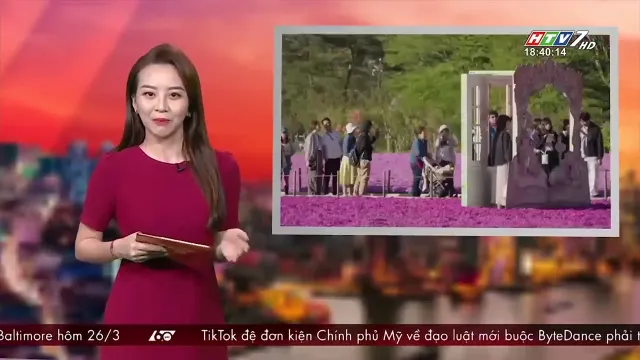 HTV7 HD
18:40:14
Baltimore hôm 26/3 60 TikTok đệ đơn kiện Chính phủ Mỹ về đạo luật mới buộc ByteDance phải t